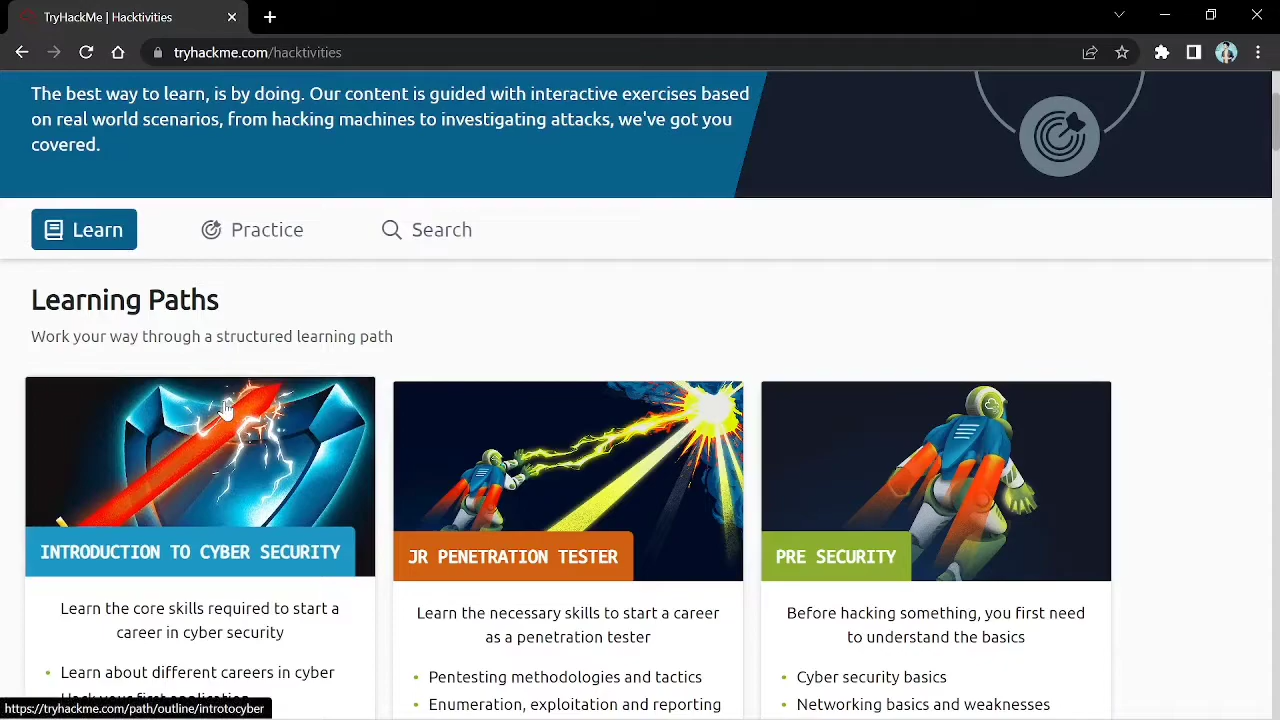 TryHackMe | Hacktivities
tryhackme.com/hacktivities
The best way to learn, is by doing. Our content is guided with interactive exercises based
on real world scenarios, from hacking machines to investigating attacks, we've got you
covered.
Learn
Practice
Search
Learning Paths
Work your way through a structured learning path
INTRODUCTION TO CYBER SECURITY
Learn the core skills required to start a
career in cyber security
• Learn about different careers in cyber
Hack your first application
JR PENETRATION TESTER
Learn the necessary skills to start a career
as a penetration tester
• Pentesting methodologies and tactics
• Enumeration, exploitation and reporting
PRE SECURITY
Before hacking something, you first need
to understand the basics
• Cyber security basics
• Networking basics and weaknesses
https://tryhackme.com/path/outline/introtocyber